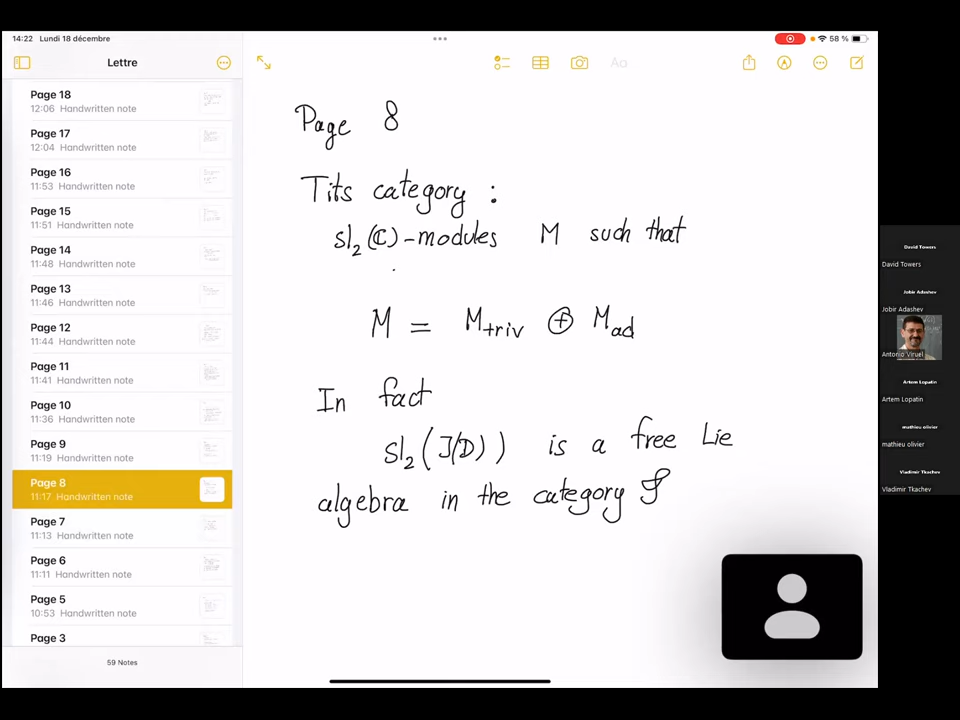 14:22 Lundi 18 décembre
58 %
Lettre
Aa
Page 18
12:06 Handwritten note
Page 17
12:04 Handwritten note
Page 16
11:53 Handwritten note
Page 15
11:51 Handwritten note
Page 14
11:48 Handwritten note
Page 13
11:46 Handwritten note
Page 12
11:44 Handwritten note
Page 11
11:41 Handwritten note
Page 10
11:36 Handwritten note
Page 9
11:19 Handwritten note
Page 8
11:17 Handwritten note
Page 7
11:13 Handwritten note
Page 6
11:11 Handwritten note
Page 5
10:53 Handwritten note
Page 3
59 Notes
Page 8
Tits category :
sl₂(ℂ)-modules M such that
M = M_triv ⊕ M_ad
In fact
sl₂(J(D)) is a free Lie
algebra in the category 𝒯
David Towers
David Towers
Jobir Adashev
Jobir Adashev
Antonio Viruel
Artem Lopatin
Artem Lopatin
mathieu olivier
mathieu olivier
Vladimir Tkachev
Vladimir Tkachev